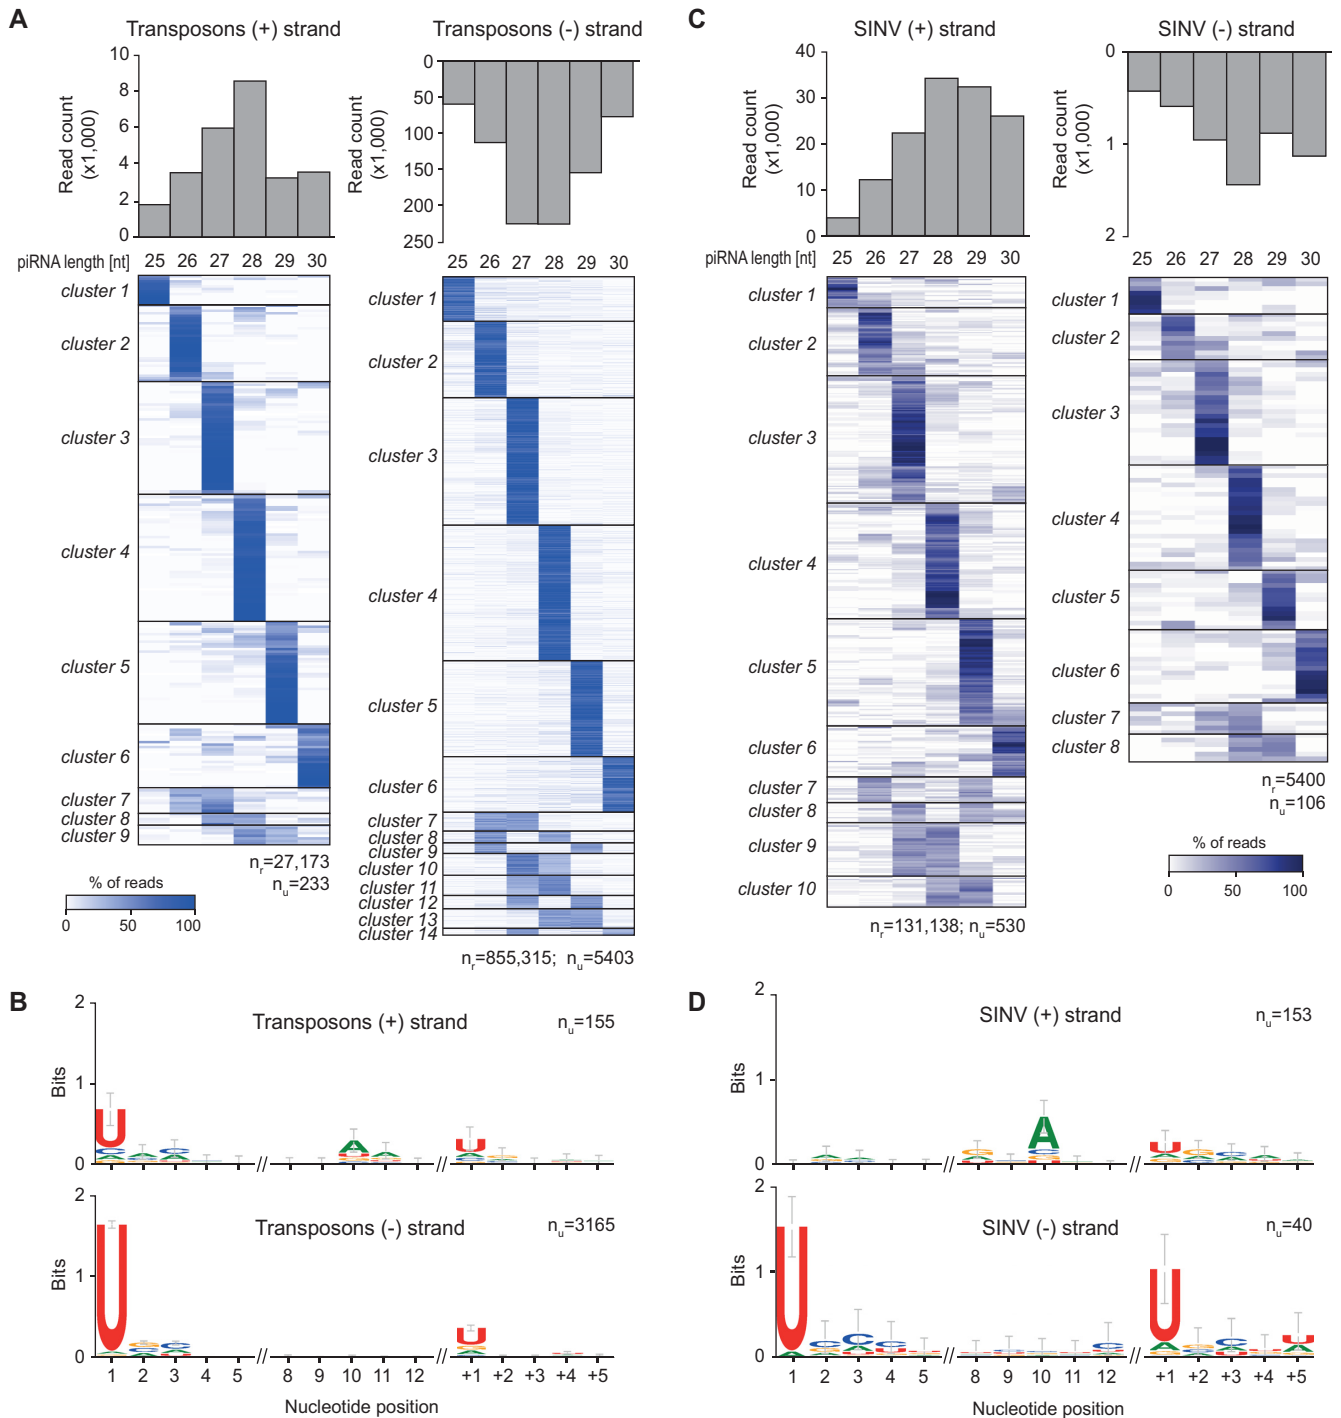 A
Transposons (+) strand
Transposons (-) strand
Read count
(x1,000)
10
8
6
4
2
0
Read count
(x1,000)
0
50
100
150
200
250
piRNA length [nt]
25 26 27 28 29 30
25 26 27 28 29 30
cluster 1
cluster 2
cluster 3
cluster 4
cluster 5
cluster 6
cluster 7
cluster 8
cluster 9
nr=27,173
nu=233
% of reads
0 50 100
cluster 1
cluster 2
cluster 3
cluster 4
cluster 5
cluster 6
cluster 7
cluster 8
cluster 9
cluster 10
cluster 11
cluster 12
cluster 13
cluster 14
nr=855,315; nu=5403
C
SINV (+) strand
SINV (-) strand
Read count
(x1,000)
40
30
20
10
0
Read count
(x1,000)
0
1
2
piRNA length [nt]
25 26 27 28 29 30
25 26 27 28 29 30
cluster 1
cluster 2
cluster 3
cluster 4
cluster 5
cluster 6
cluster 7
cluster 8
cluster 9
cluster 10
nr=131,138; nu=530
cluster 1
cluster 2
cluster 3
cluster 4
cluster 5
cluster 6
cluster 7
cluster 8
nr=5400
nu=106
% of reads
0 50 100
B
Transposons (+) strand
nu=155
Bits
2
1
0
U
A
U
// //
Transposons (-) strand
nu=3165
Bits
2
1
0
U
U
// //
1 2 3 4 5 8 9 10 11 12 +1 +2 +3 +4 +5
Nucleotide position
D
SINV (+) strand
nu=153
Bits
2
1
0
A
U
// //
SINV (-) strand
nu=40
Bits
2
1
0
U
C
U
A
// //
1 2 3 4 5 8 9 10 11 12 +1 +2 +3 +4 +5
Nucleotide position